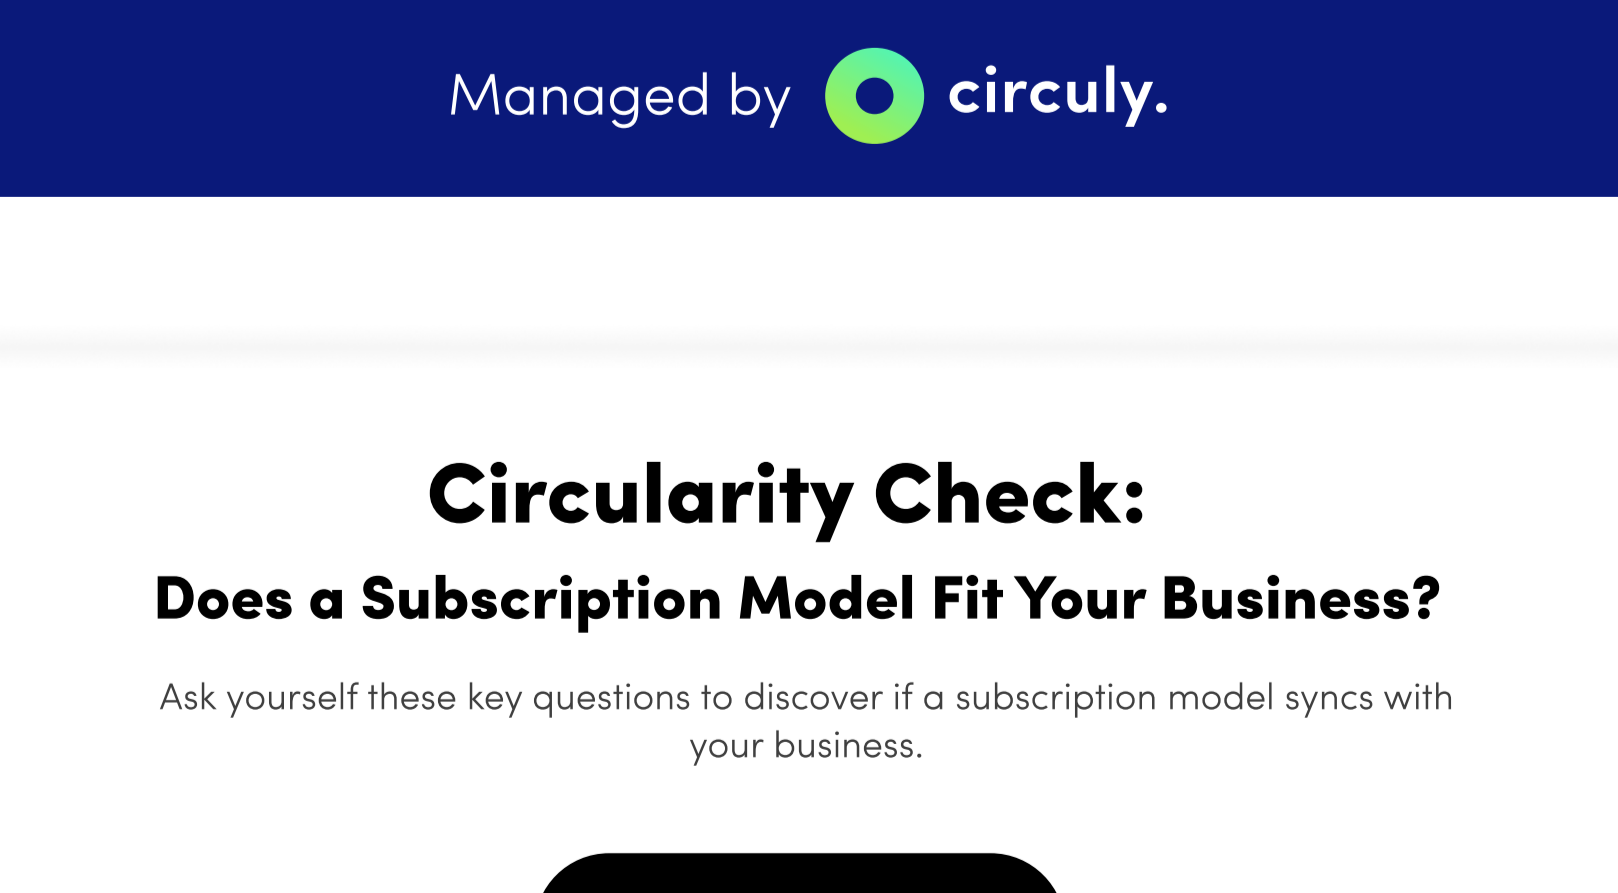 Managed by circuly.
Circularity Check:
Does a Subscription Model Fit Your Business?
Ask yourself these key questions to discover if a subscription model syncs with
your business.